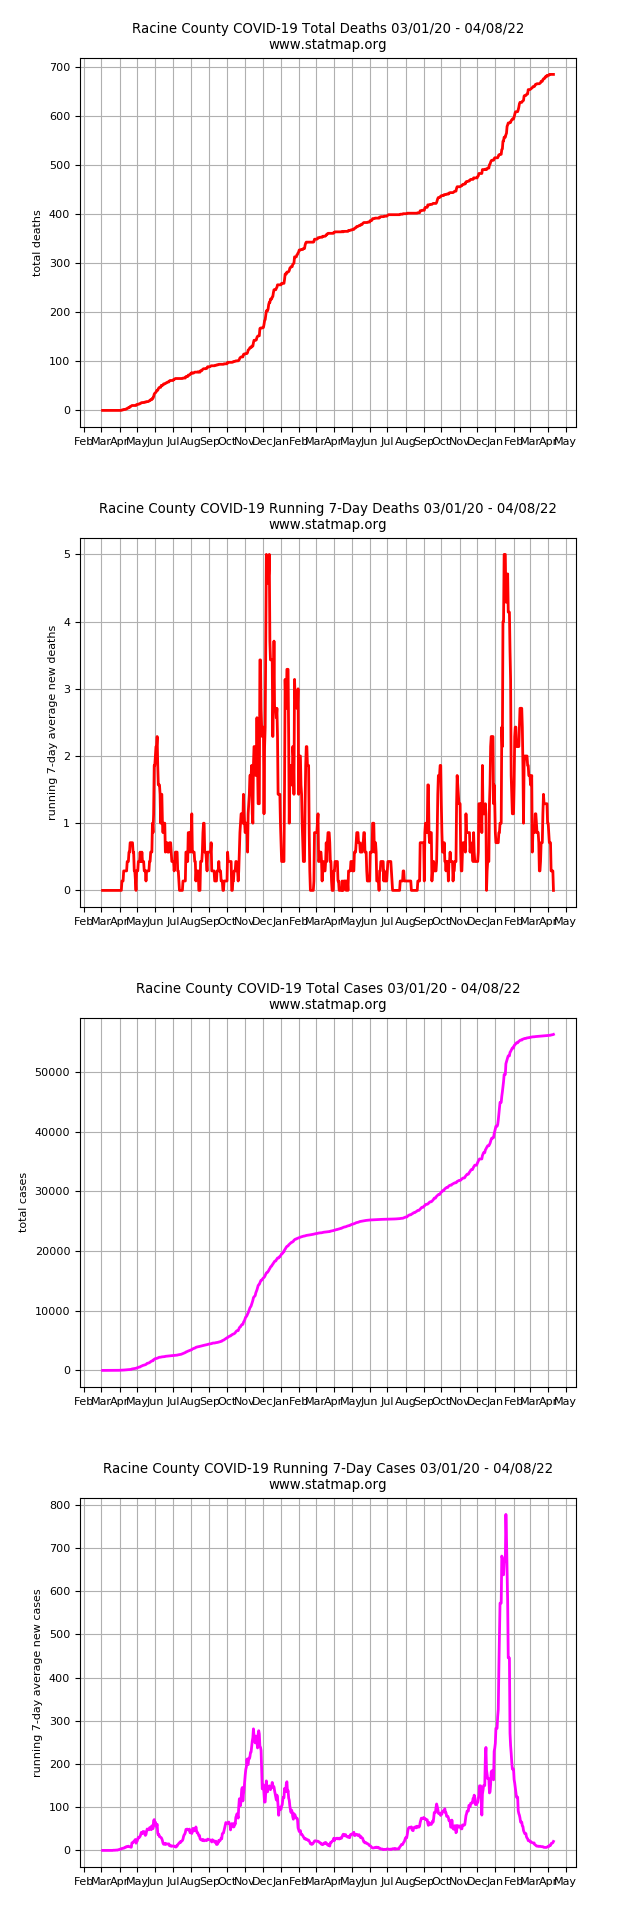 Racine County COVID-19 Total Deaths 03/01/20 - 04/08/22
www.statmap.org
700
600
500
400
300
200
100
0
total deaths
Feb Mar Apr May Jun Jul Aug Sep Oct Nov Dec Jan Feb Mar Apr May Jun Jul Aug Sep Oct Nov Dec Jan Feb Mar Apr May
Racine County COVID-19 Running 7-Day Deaths 03/01/20 - 04/08/22
www.statmap.org
5
4
3
2
1
0
running 7-day average new deaths
Feb Mar Apr May Jun Jul Aug Sep Oct Nov Dec Jan Feb Mar Apr May Jun Jul Aug Sep Oct Nov Dec Jan Feb Mar Apr May
Racine County COVID-19 Total Cases 03/01/20 - 04/08/22
www.statmap.org
50000
40000
30000
20000
10000
0
total cases
Feb Mar Apr May Jun Jul Aug Sep Oct Nov Dec Jan Feb Mar Apr May Jun Jul Aug Sep Oct Nov Dec Jan Feb Mar Apr May
Racine County COVID-19 Running 7-Day Cases 03/01/20 - 04/08/22
www.statmap.org
800
700
600
500
400
300
200
100
0
running 7-day average new cases
Feb Mar Apr May Jun Jul Aug Sep Oct Nov Dec Jan Feb Mar Apr May Jun Jul Aug Sep Oct Nov Dec Jan Feb Mar Apr May